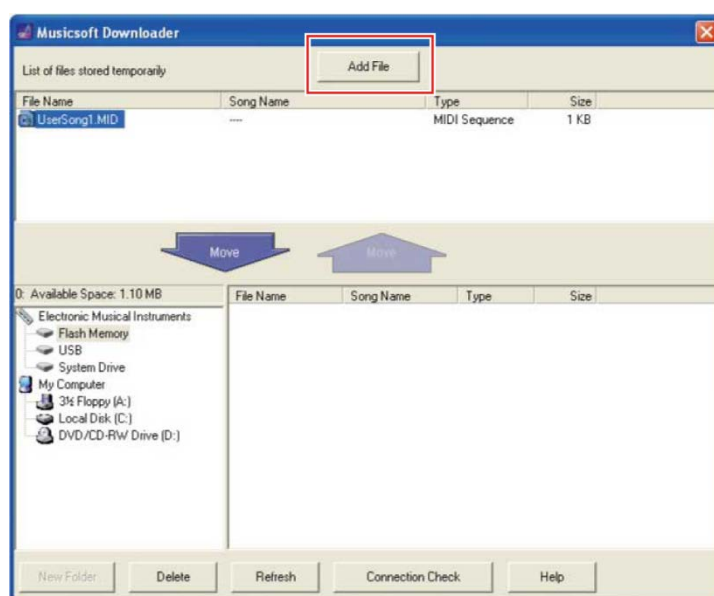 Musicsoft Downloader
List of files stored temporarily
Add File
File Name Song Name Type Size
UserSong1.MID ---- MIDI Sequence 1 KB
Move Move
0: Available Space: 1.10 MB
File Name Song Name Type Size
Electronic Musical Instruments
Flash Memory
USB
System Drive
My Computer
3½ Floppy (A:)
Local Disk (C:)
DVD/CD-RW Drive (D:)
New Folder Delete Refresh Connection Check Help